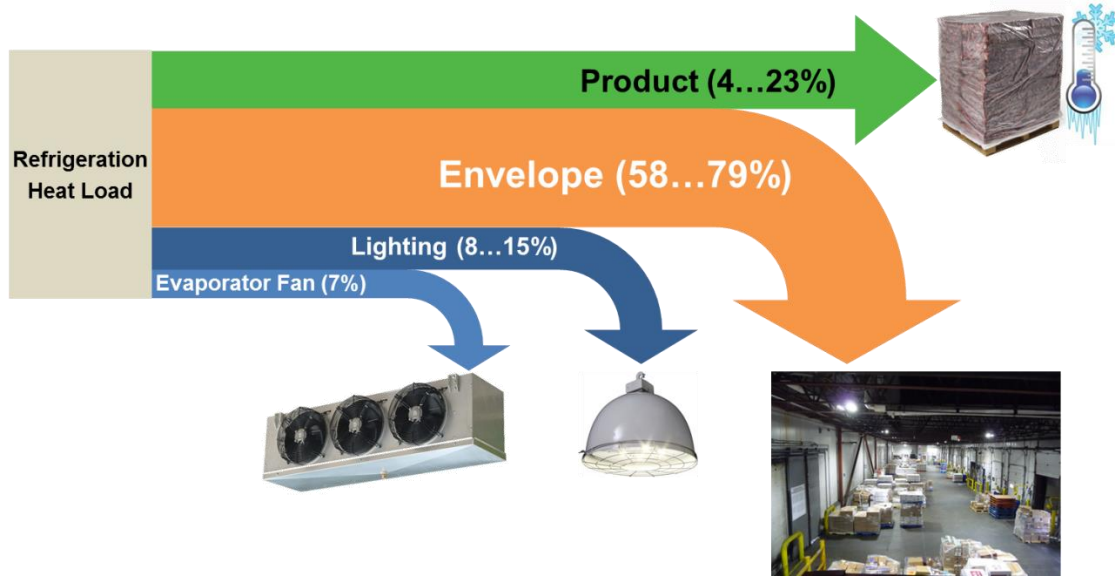 Product (4...23%)
Refrigeration
Heat Load
Envelope (58...79%)
Lighting (8...15%)
Evaporator Fan (7%)